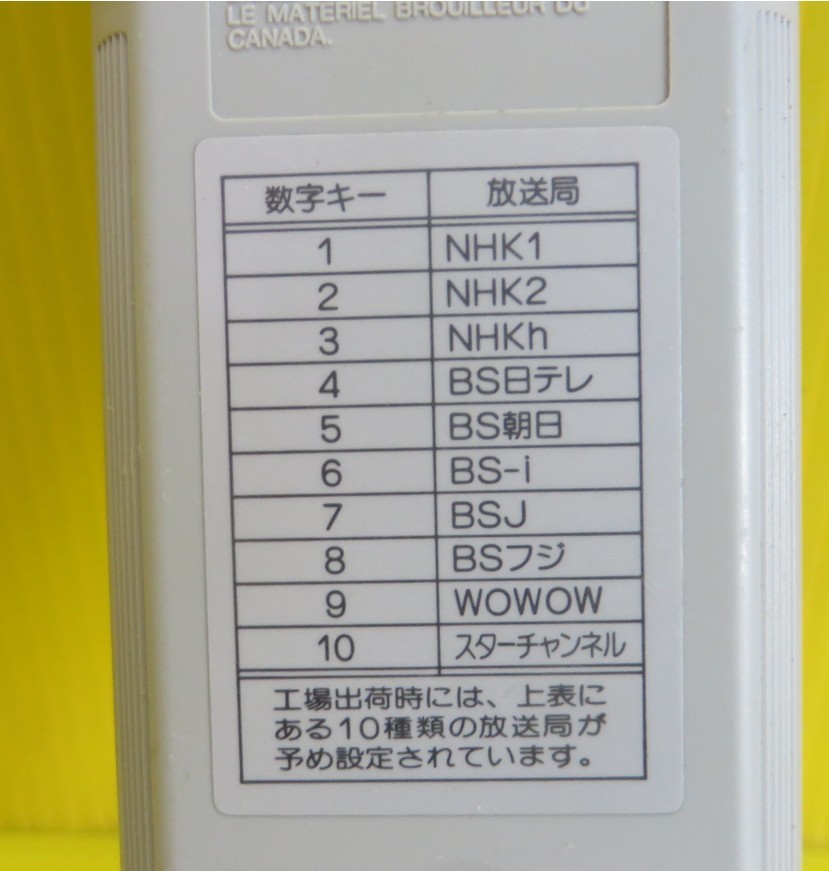 LE MATERIEL BROUILLEUR DU
CANADA.
数字キー 放送局
1 NHK1
2 NHK2
3 NHKh
4 BS日テレ
5 BS朝日
6 BS-i
7 BSJ
8 BSフジ
9 WOWOW
10 スターチャンネル
工場出荷時には、上表に
ある10種類の放送局が
予め設定されています。